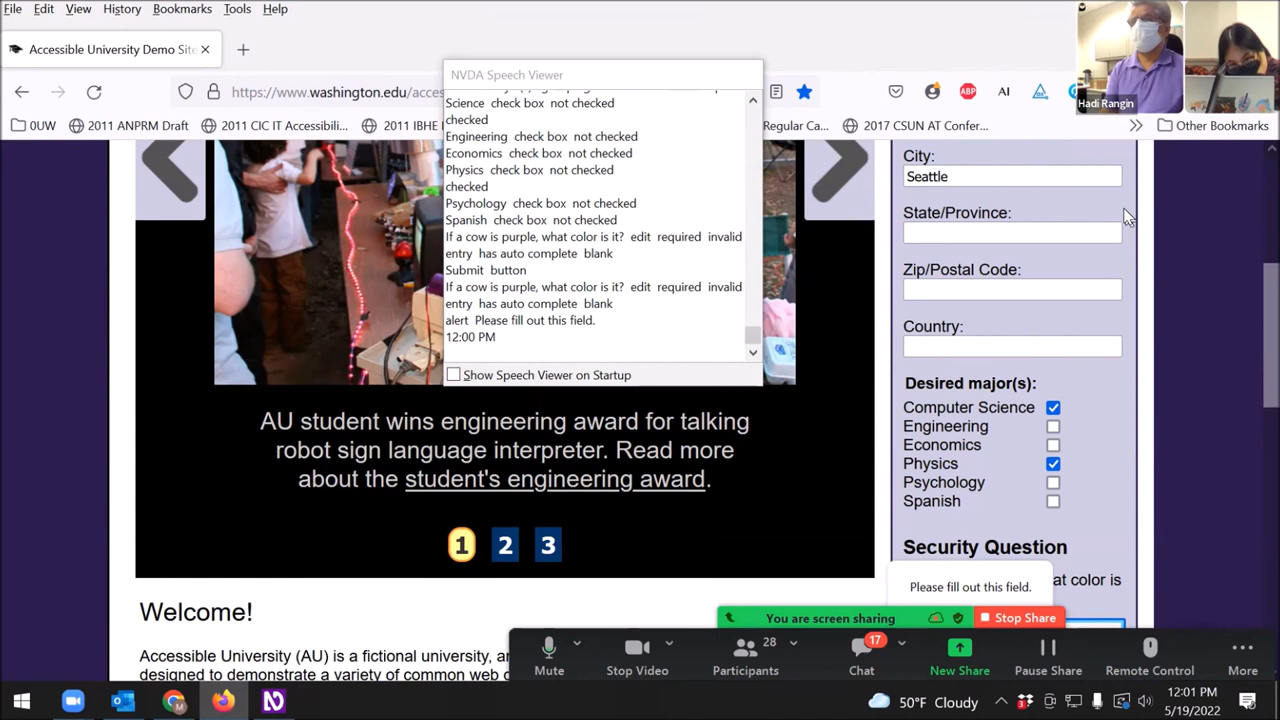 File Edit View History Bookmarks Tools Help
Accessible University Demo Site
https://www.washington.edu/acces
ABP
AI
0UW
2011 ANPRM Draft
2011 CIC IT Accessibili...
2011 IBHE
Regular Ca...
2017 CSUN AT Confer...
Other Bookmarks
Hadi Rangin
NVDA Speech Viewer
Science check box not checked
checked
Engineering check box not checked
Economics check box not checked
Physics check box not checked
checked
Psychology check box not checked
Spanish check box not checked
If a cow is purple, what color is it? edit required invalid
entry has auto complete blank
Submit button
If a cow is purple, what color is it? edit required invalid
entry has auto complete blank
alert Please fill out this field.
12:00 PM
Show Speech Viewer on Startup
AU student wins engineering award for talking
robot sign language interpreter. Read more
about the student's engineering award.
1 2 3
Welcome!
Accessible University (AU) is a fictional university, a
designed to demonstrate a variety of common web
City:
Seattle
State/Province:
Zip/Postal Code:
Country:
Desired major(s):
Computer Science
Engineering
Economics
Physics
Psychology
Spanish
Security Question
at color is
Please fill out this field.
You are screen sharing
Stop Share
28
17
Mute
Stop Video
Participants
Chat
New Share
Pause Share
Remote Control
More
50°F Cloudy
3
12:01 PM
5/19/2022